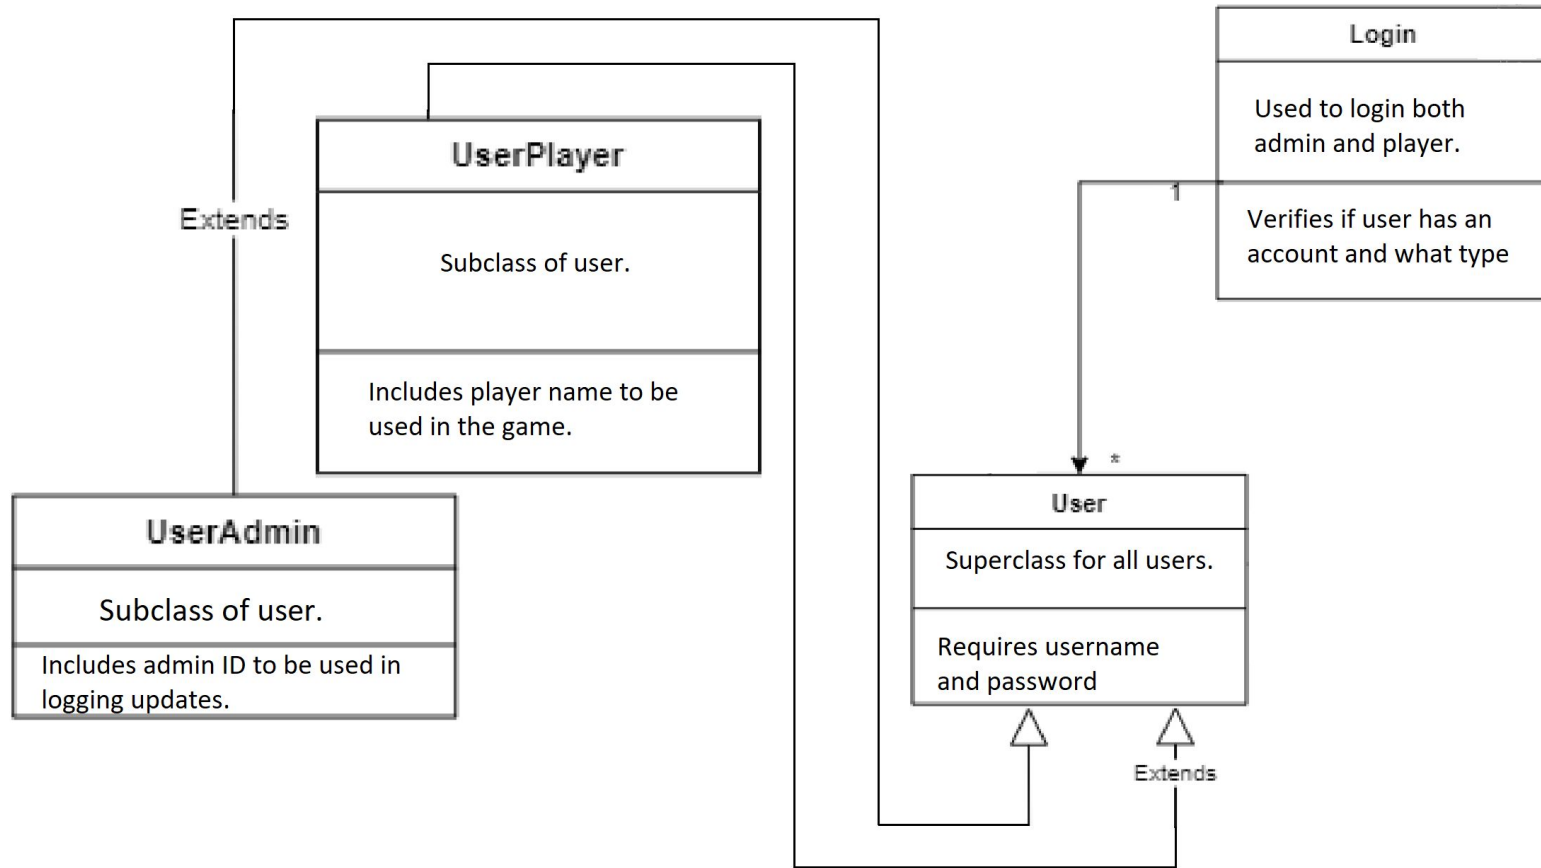 Login
Used to login both
admin and player.
1
Verifies if user has an
account and what type
UserPlayer
Extends
Subclass of user.
Includes player name to be
used in the game.
*
User
Superclass for all users.
Requires username
and password
UserAdmin
Subclass of user.
Includes admin ID to be used in
logging updates.
Extends